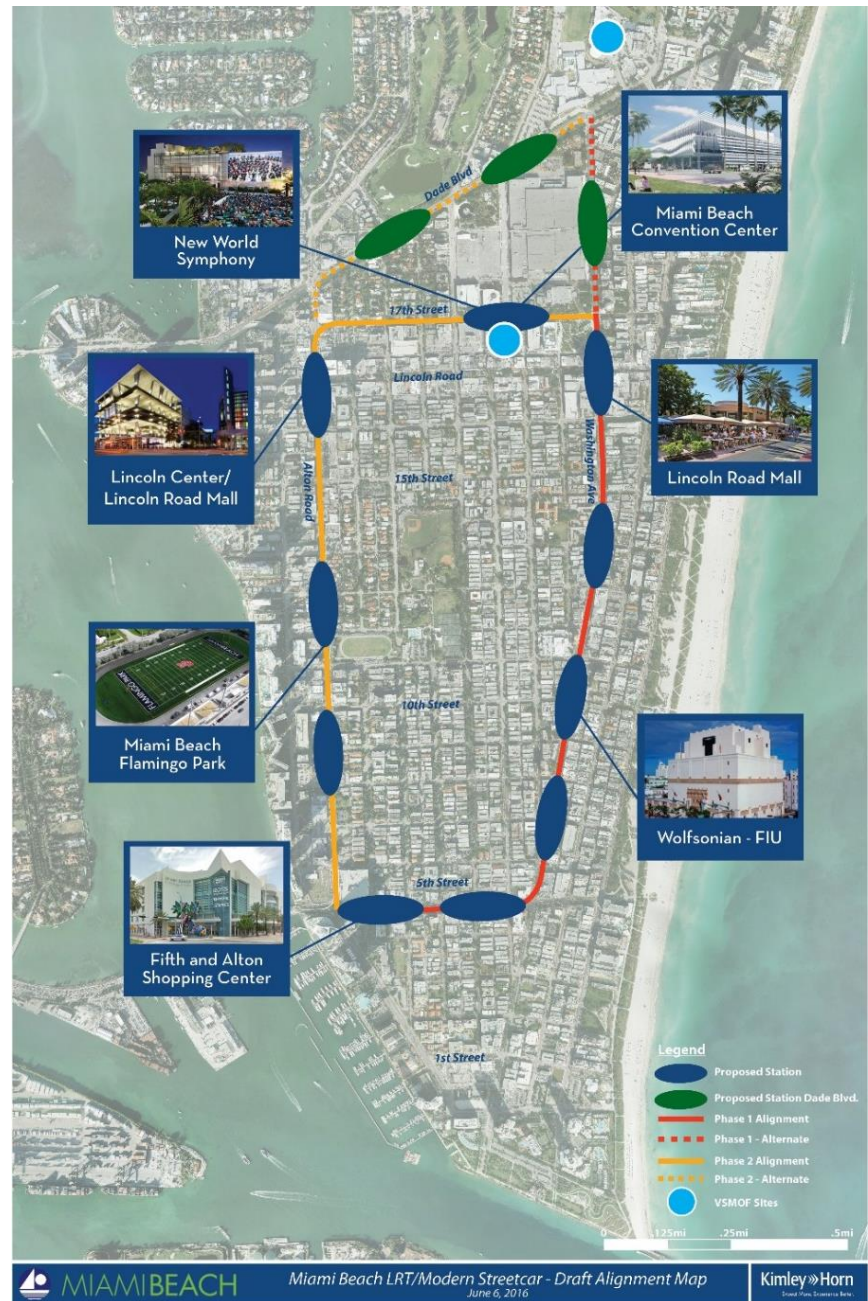 Dade Blvd
New World
Symphony
Miami Beach
Convention Center
17th Street
Lincoln Road
Lincoln Center/
Lincoln Road Mall
Alton Road
15th Street
Washington Ave
Lincoln Road Mall
FLAMINGO PARK
Miami Beach
Flamingo Park
10th Street
Wolfsonian - FIU
5th Street
Fifth and Alton
Shopping Center
1st Street
Legend
Proposed Station
Proposed Station Dade Blvd.
Phase 1 Alignment
Phase 1 - Alternate
Phase 2 Alignment
Phase 2 - Alternate
VSMOF Sites
0 .125mi .25mi .5mi
MIAMIBEACH
Miami Beach LRT/Modern Streetcar - Draft Alignment Map
June 6, 2016
Kimley»Horn